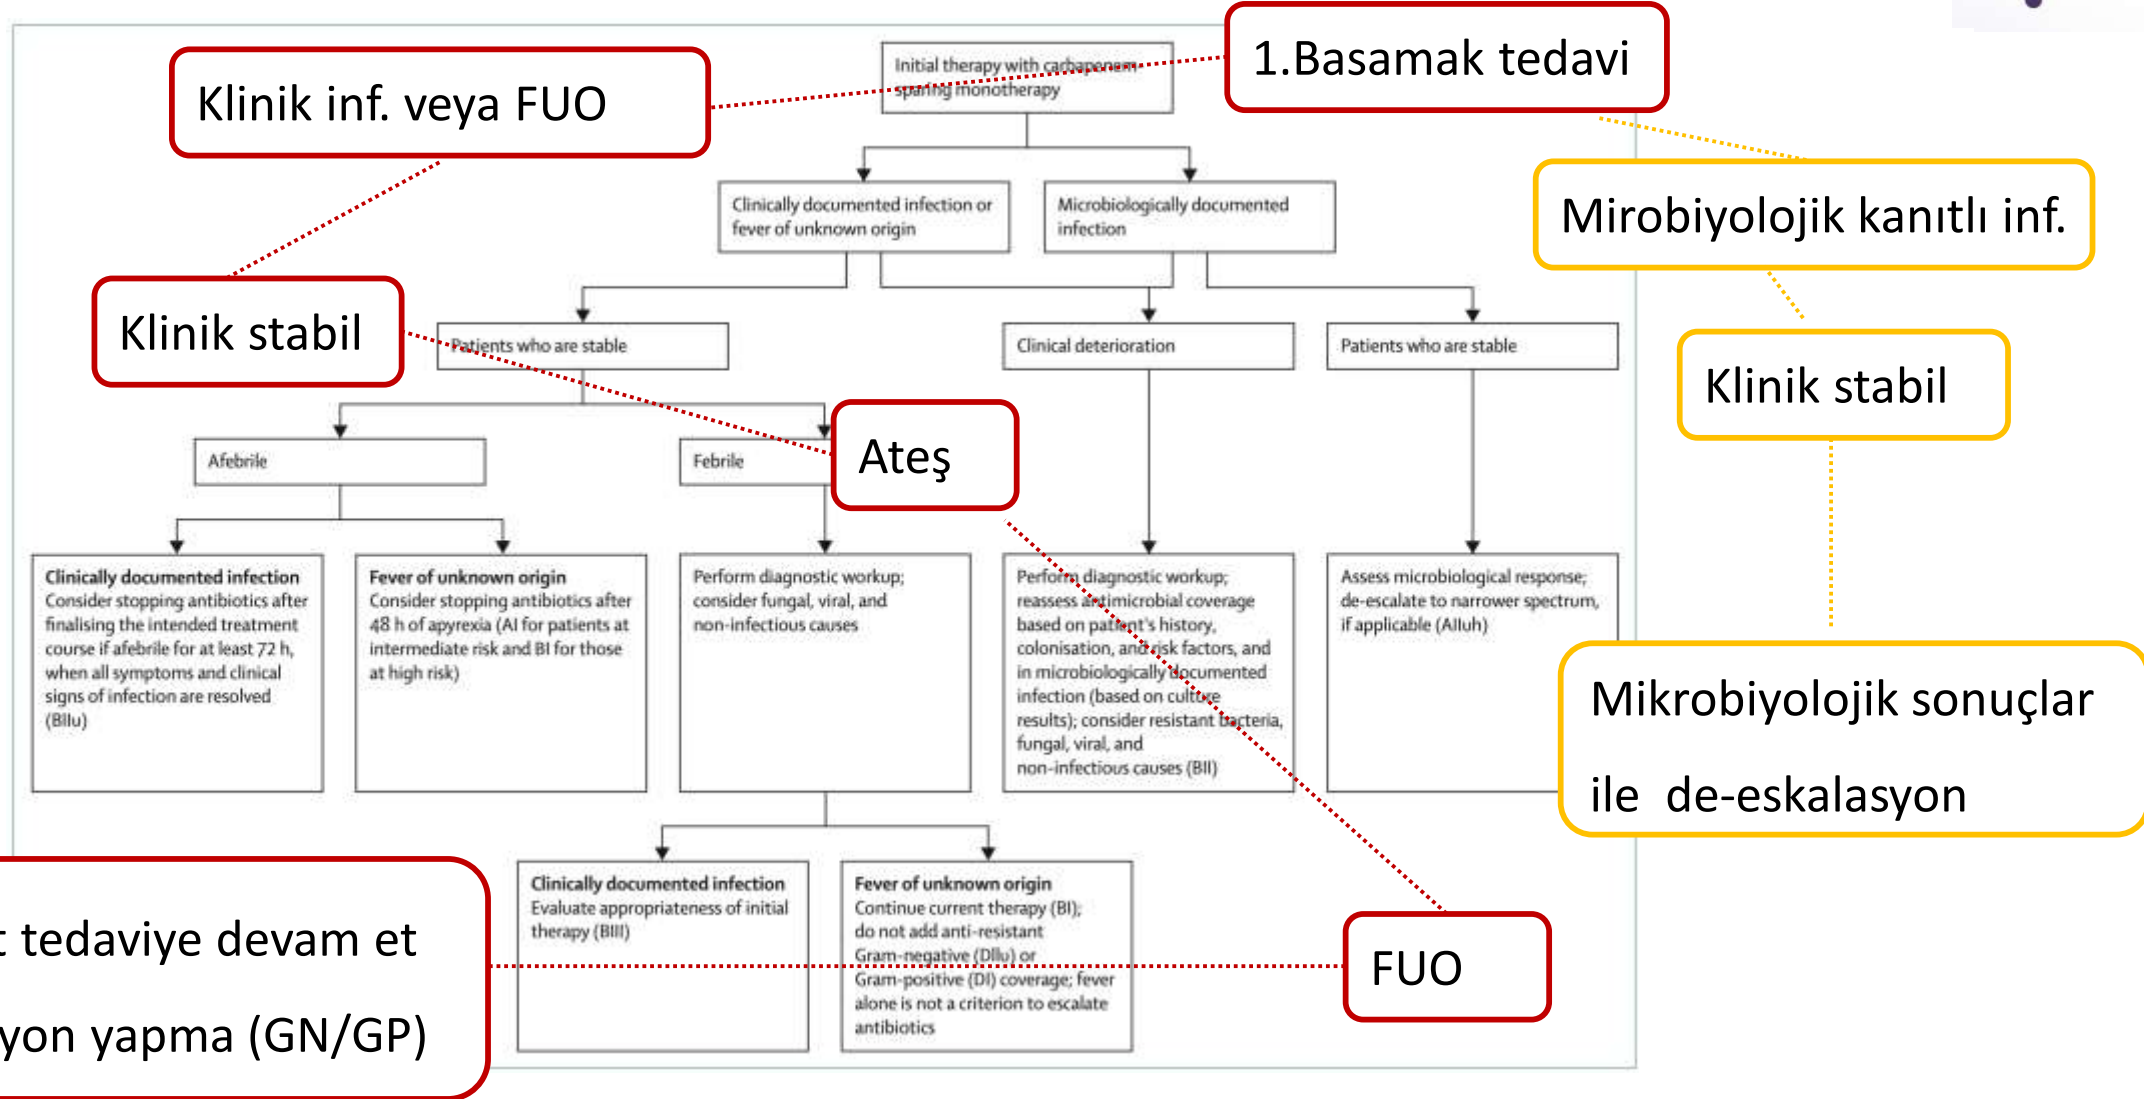 Klinik inf. veya FUO
1.Basamak tedavi
Initial therapy with carbapenem-
sparing monotherapy
Clinically documented infection or
fever of unknown origin
Microbiologically documented
infection
Mirobiyolojik kanıtlı inf.
Klinik stabil
Patients who are stable
Clinical deterioration
Patients who are stable
Klinik stabil
Afebrile
Febrile
Ateş
Clinically documented infection
Consider stopping antibiotics after
finalising the intended treatment
course if afebrile for at least 72 h,
when all symptoms and clinical
signs of infection are resolved
(BIIu)
Fever of unknown origin
Consider stopping antibiotics after
48 h of apyrexia (AI for patients at
intermediate risk and BI for those
at high risk)
Perform diagnostic workup;
consider fungal, viral, and
non-infectious causes
Perform diagnostic workup;
reassess antimicrobial coverage
based on patient's history,
colonisation, and risk factors, and
in microbiologically documented
infection (based on culture
results); consider resistant bacteria,
fungal, viral, and
non-infectious causes (BII)
Assess microbiological response;
de-escalate to narrower spectrum,
if applicable (AIIuh)
Mikrobiyolojik sonuçlar
ile de-eskalasyon
Clinically documented infection
Evaluate appropriateness of initial
therapy (BIII)
Fever of unknown origin
Continue current therapy (BI);
do not add anti-resistant
Gram-negative (DIIu) or
Gram-positive (DI) coverage; fever
alone is not a criterion to escalate
antibiotics
FUO
t tedaviye devam et
yon yapma (GN/GP)